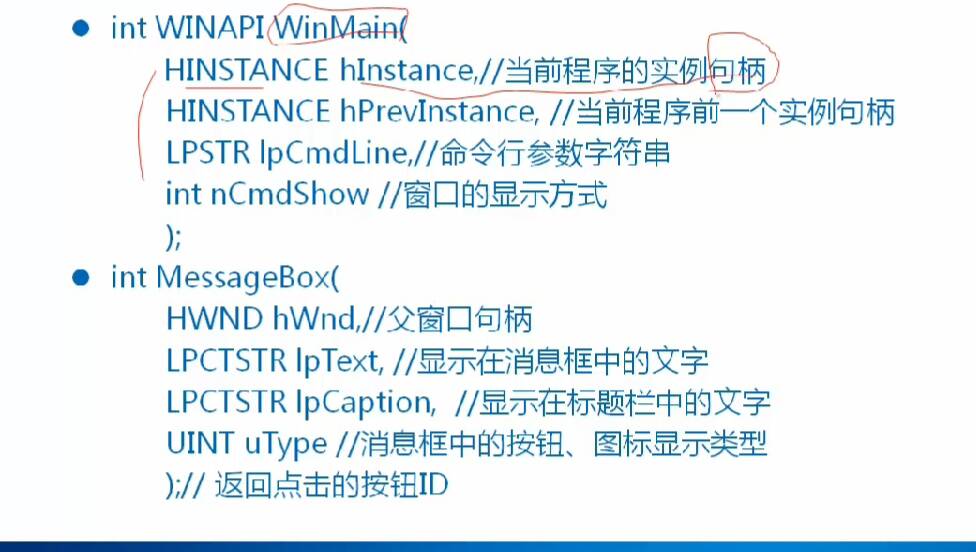 ● int WINAPI WinMain(
HINSTANCE hInstance,//当前程序的实例句柄
HINSTANCE hPrevInstance, //当前程序前一个实例句柄
LPSTR lpCmdLine,//命令行参数字符串
int nCmdShow //窗口的显示方式
);
● int MessageBox(
HWND hWnd,//父窗口句柄
LPCTSTR lpText, //显示在消息框中的文字
LPCTSTR lpCaption, //显示在标题栏中的文字
UINT uType //消息框中的按钮、图标显示类型
);// 返回点击的按钮ID